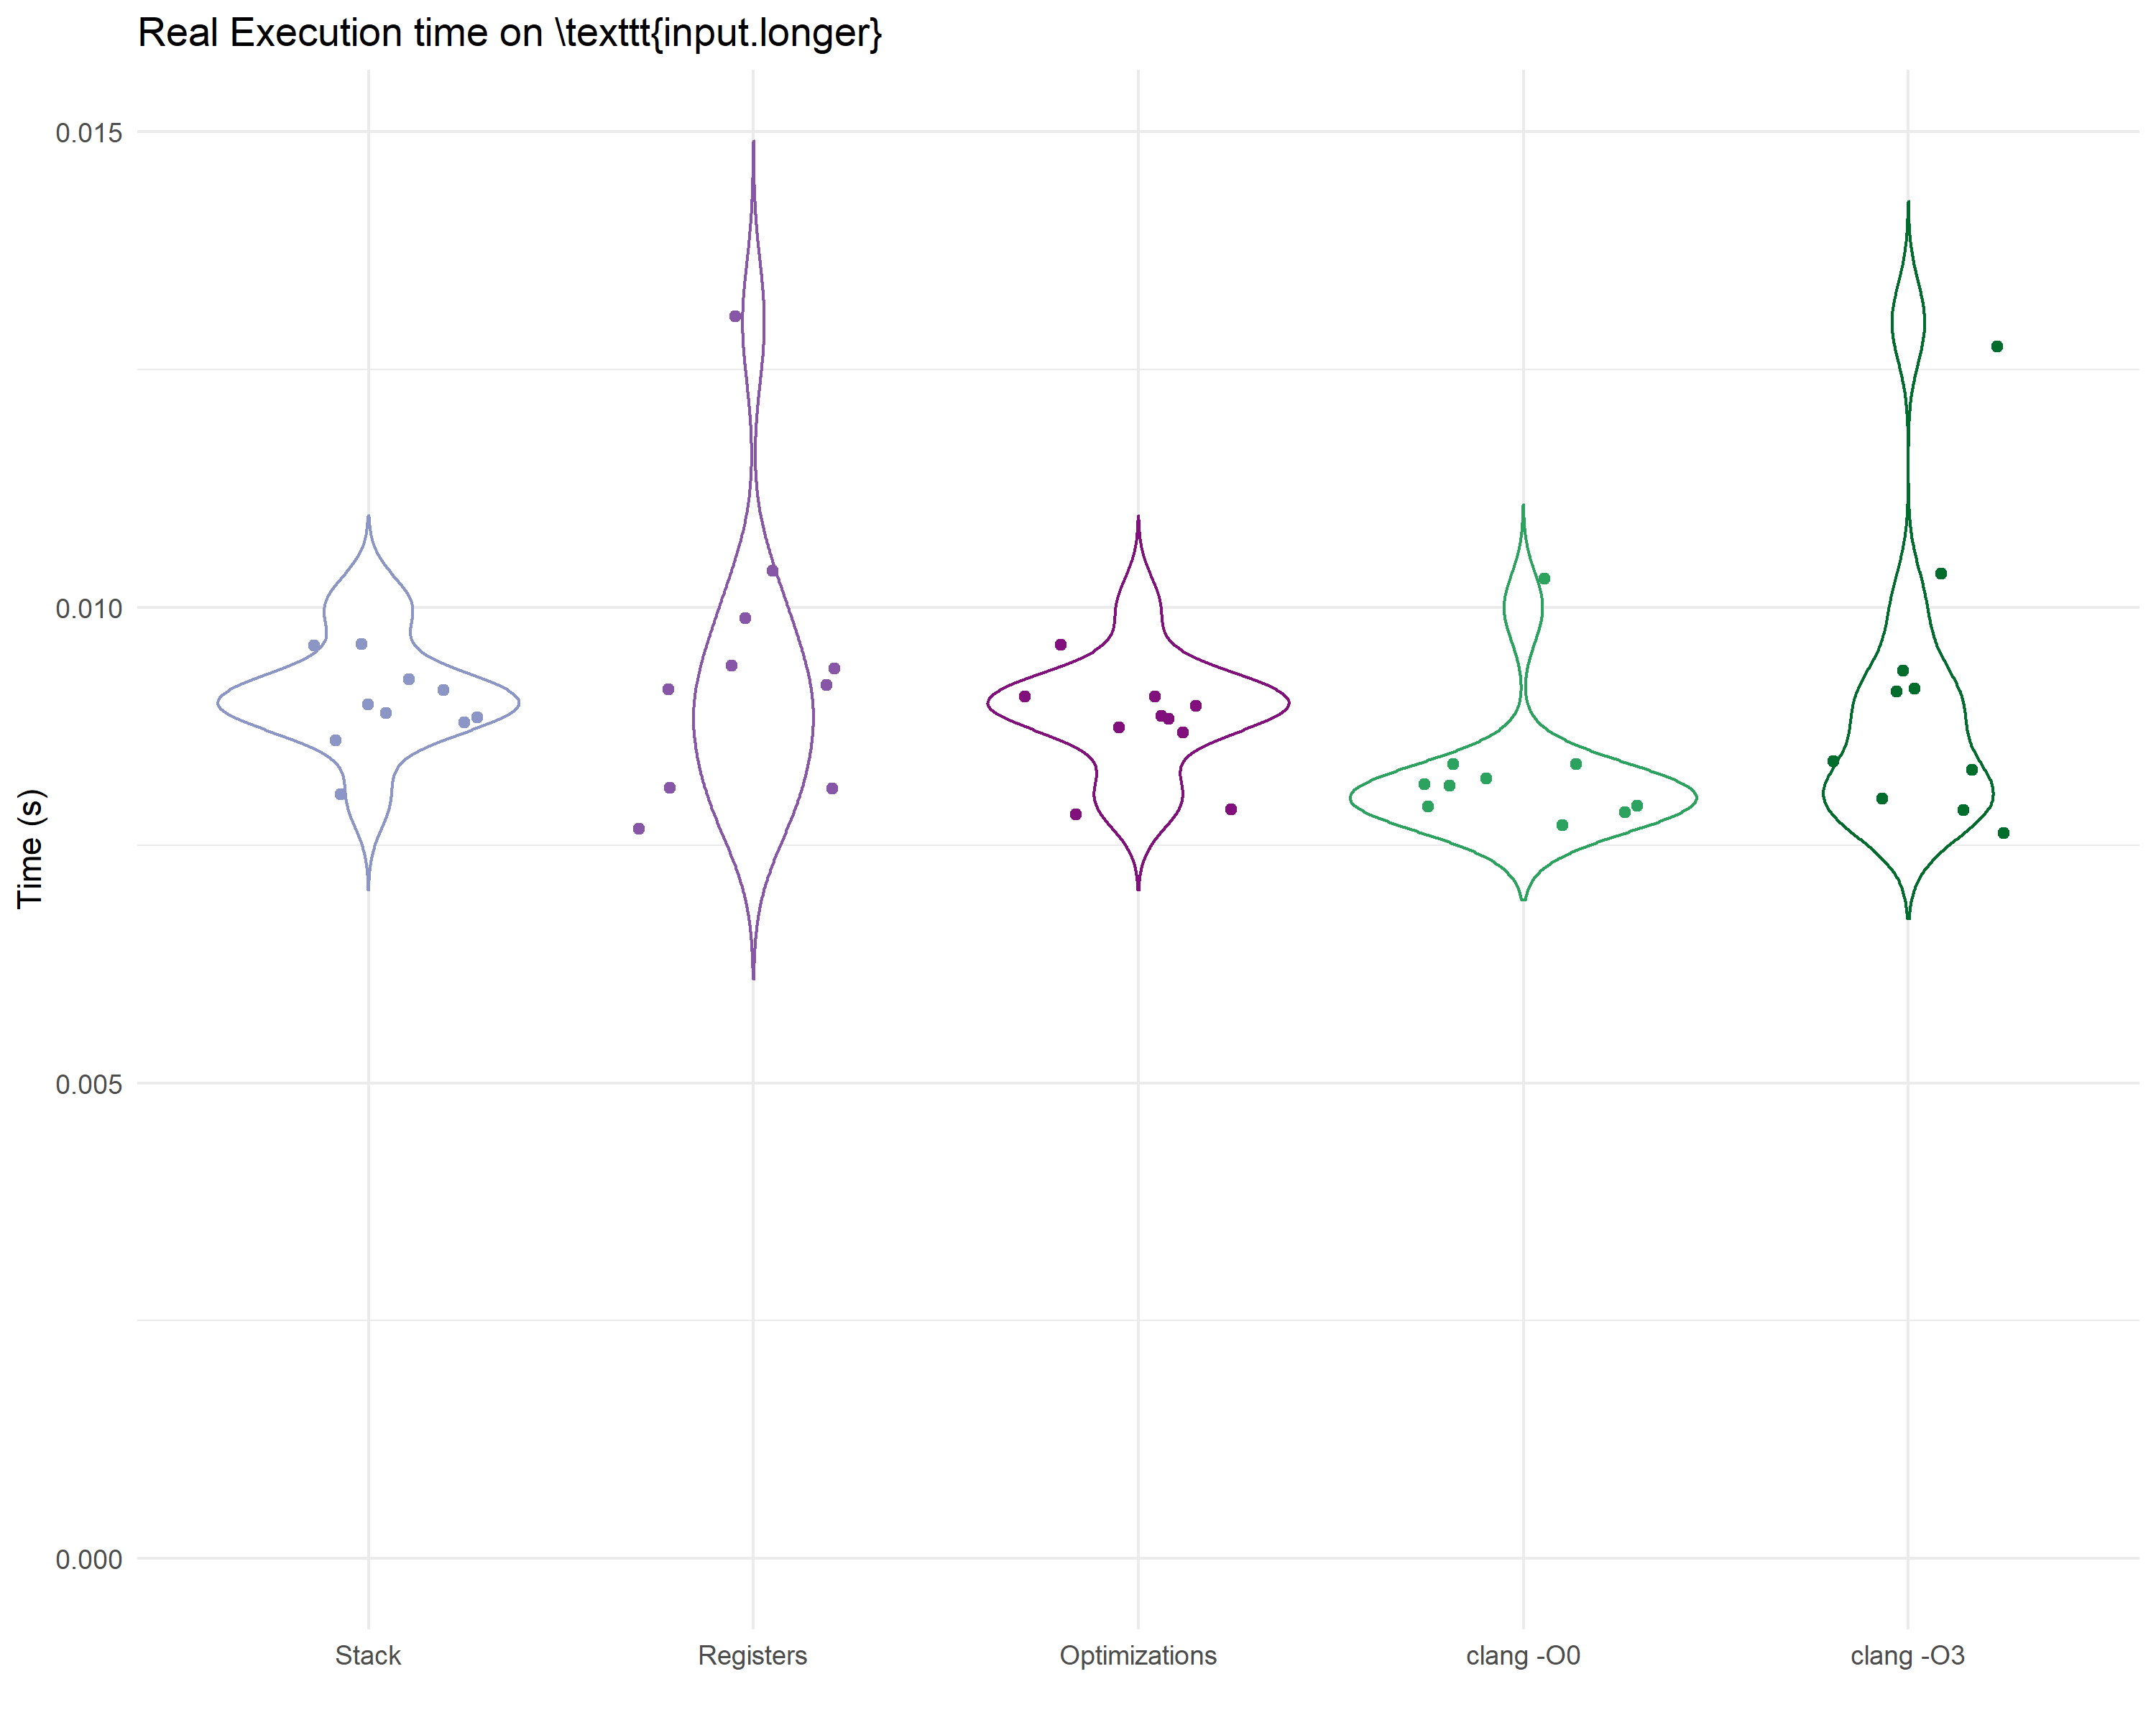 Real Execution time on \texttt{input.longer}
0.015
0.010
0.005
0.000
Time (s)
Stack Registers Optimizations clang -O0 clang -O3